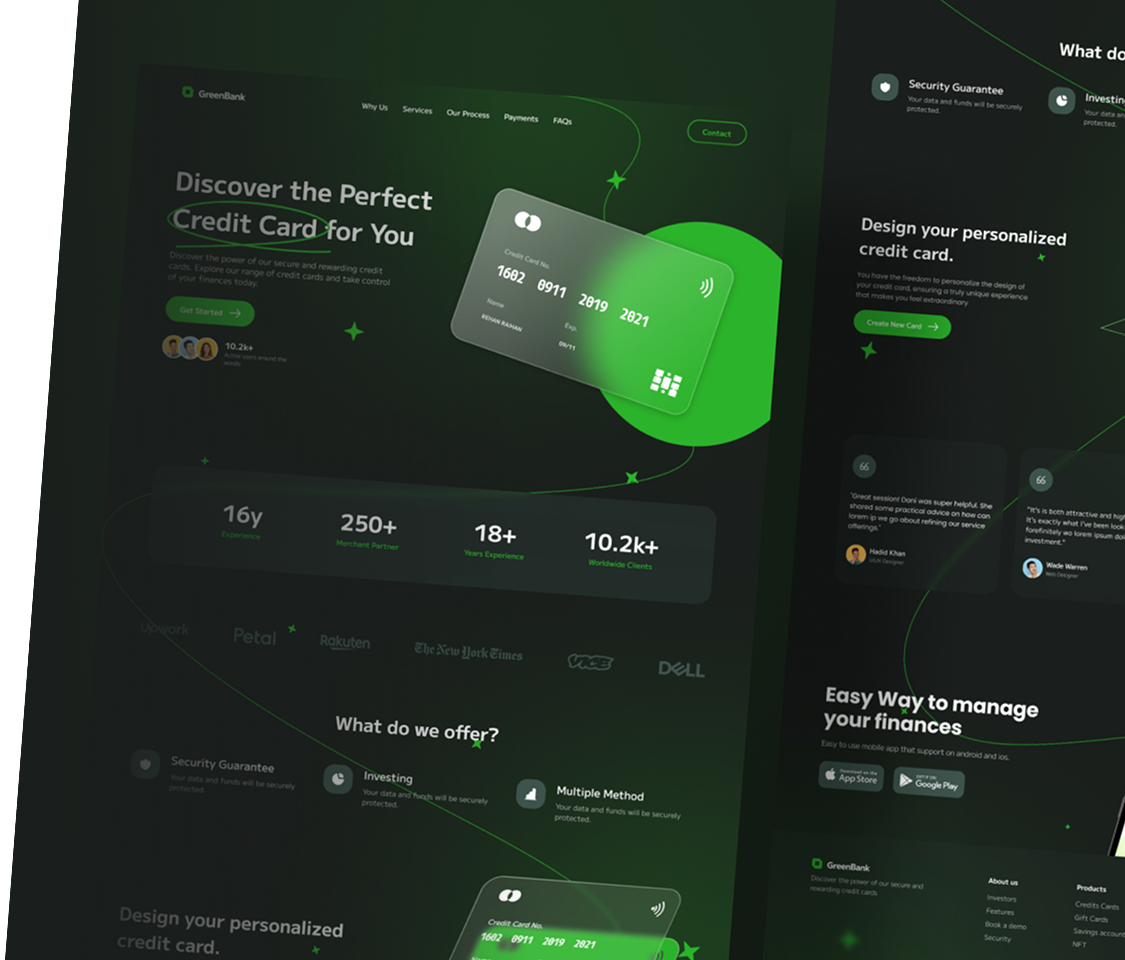 GreenBank
Why Us
Services
Our Process
Payments
FAQs
Contact
Discover the Perfect
Credit Card for You
Discover the power of our secure and rewarding credit
cards. Explore our range of credit cards and take control
of your finances today.
Get Started
10.2k+
Active users around the
words
Credit Card No.
1602 0911 2019 2021
Name
Exp.
REHAN RAIHAN
09/11
16y
Experience
250+
Merchant Partner
18+
Years Experience
10.2k+
Worldwide Clients
Upwork
Petal
Rakuten
The New York Times
VICE
DELL
What do we offer?
Security Guarantee
Your data and funds will be securely
protected.
Investing
Your data and funds will be securely
protected.
Multiple Method
Your data and funds will be securely
protected.
Design your personalized
credit card.
Credit Card No.
1602 0911 2019 2021
What do
Security Guarantee
Your data and funds will be securely
protected.
Investin
Your data an
protected.
Design your personalized
credit card.
You have the freedom to personalize the design of
your credit card, ensuring a truly unique experience
that makes you feel extraordinary
Create New Card
66
"Great session! Dani was super helpful. She
shared some practical advice on how can
lorem ip we go about refining our service
offerings."
Hadid Khan
UI/UX Designer
66
"It's is both attractive and high
It's exactly what I've been look
forefinitely wo lorem ipsum dol
investment."
Wade Warren
Web Designer
Easy Way to manage
your finances
Easy to use mobile app that support on android and ios.
Download on the
App Store
GET IT ON
Google Play
GreenBank
Discover the power of our secure and
rewarding credit cards
About us
Investors
Features
Book a demo
Security
Products
Credits Cards
Gift Cards
Savings account
NFT